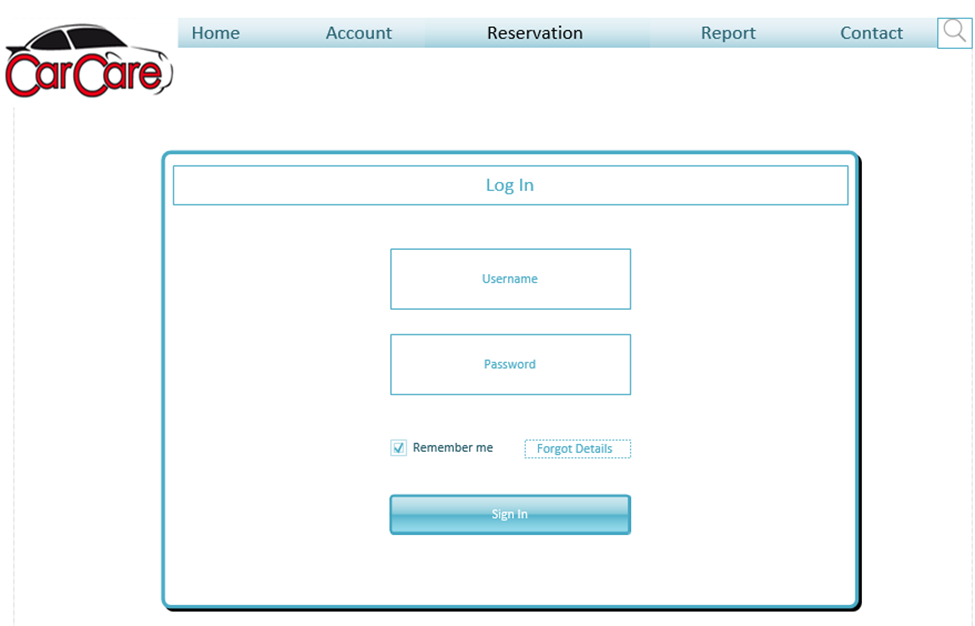 Home Account Reservation Report Contact
CarCare
Log In
Username
Password
Remember me Forgot Details
Sign In